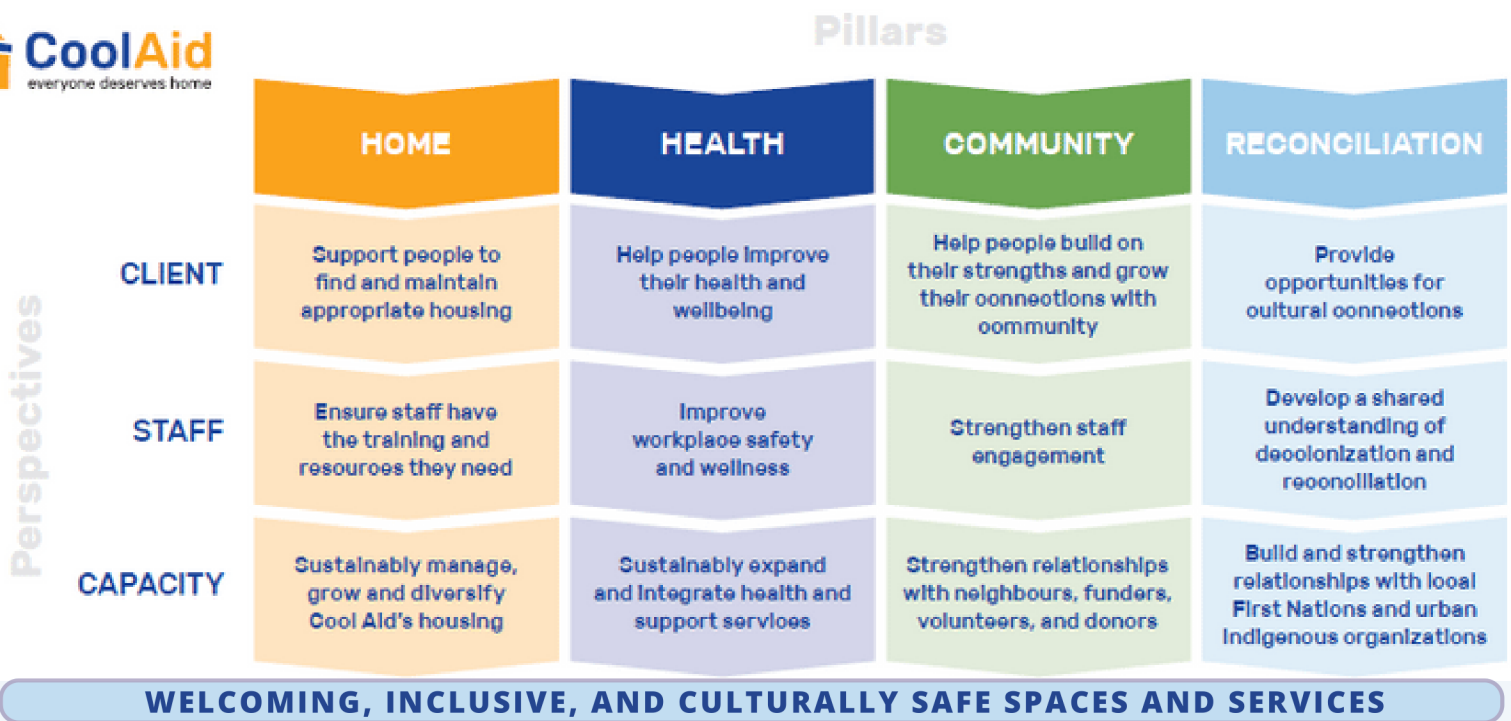 Pillars
CoolAid
everyone deserves home
HOME
HEALTH
COMMUNITY
RECONCILIATION
Perspectives
CLIENT
Support people to
find and maintain
appropriate housing
Help people improve
their health and
wellbeing
Help people build on
their strengths and grow
their connections with
community
Provide
opportunities for
cultural connections
STAFF
Ensure staff have
the training and
resources they need
Improve
workplace safety
and wellness
Strengthen staff
engagement
Develop a shared
understanding of
decolonization and
reconciliation
CAPACITY
Sustainably manage,
grow and diversify
Cool Aid's housing
Sustainably expand
and integrate health and
support services
Strengthen relationships
with neighbours, funders,
volunteers, and donors
Build and strengthen
relationships with local
First Nations and urban
Indigenous organizations
WELCOMING, INCLUSIVE, AND CULTURALLY SAFE SPACES AND SERVICES